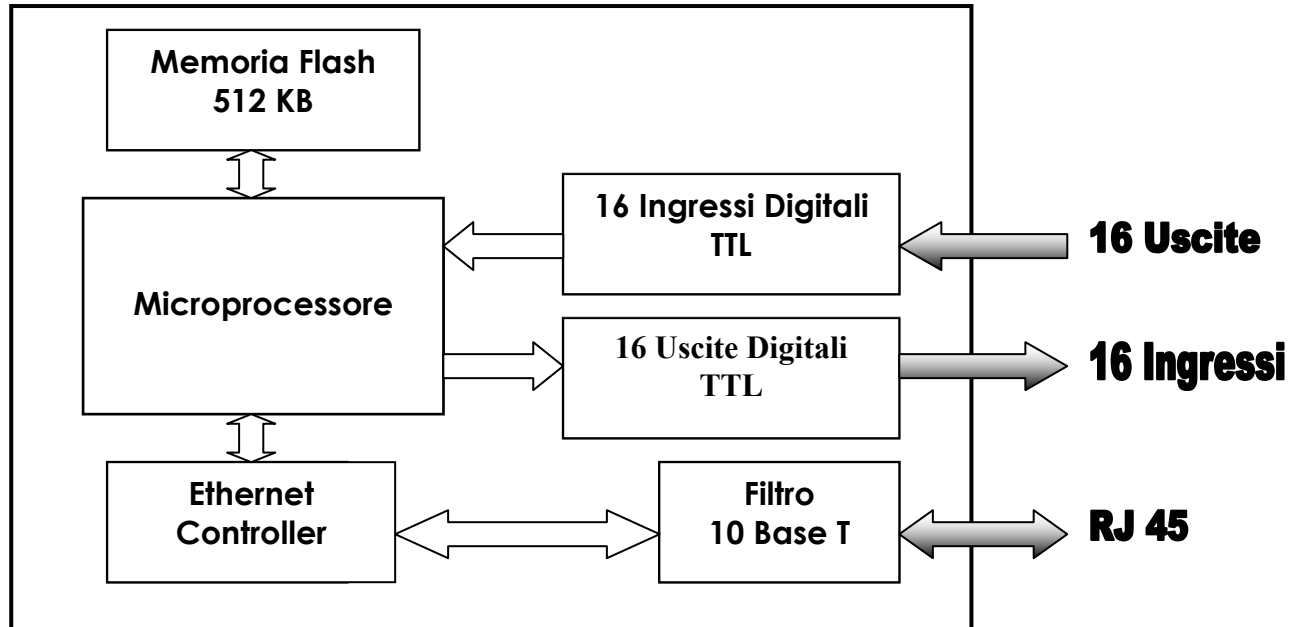 Memoria Flash
512 KB
16 Ingressi Digitali
TTL
16 Uscite
Microprocessore
16 Uscite Digitali
TTL
16 Ingressi
Ethernet
Controller
Filtro
10 Base T
RJ 45